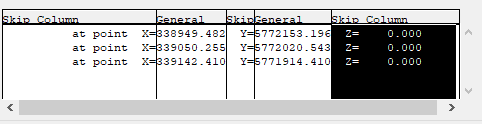 Skip Column General Skip General Skip Column
at point X= 338949.482 Y= 5772153.196 Z= 0.000
at point X= 339050.255 Y= 5772020.543 Z= 0.000
at point X= 339142.410 Y= 5771914.410 Z= 0.000